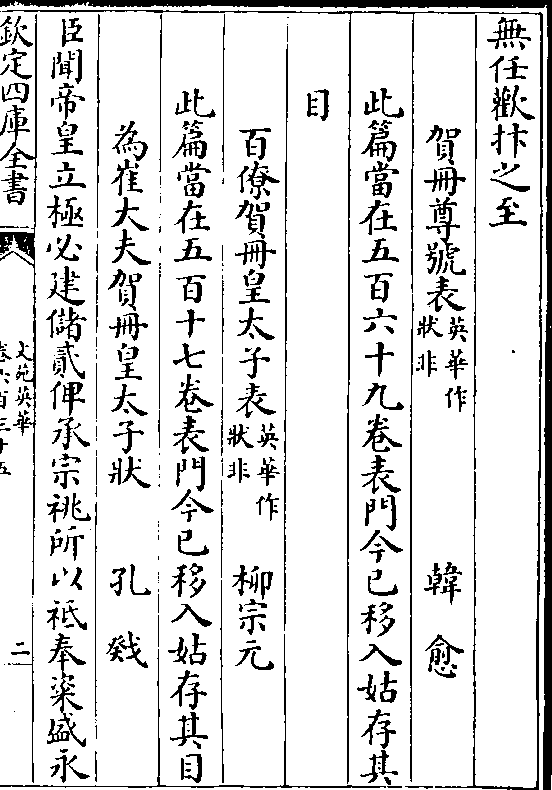 無任歡抃之至
賀冊尊號表英華作狀非 韓愈
此篇當在五百六十九卷表門今已移入姑存其
目
百僚賀冊皇太子表英華作狀非 柳宗元
此篇當在五百十七卷表門今已移入姑存其目
為崔大夫賀冊皇太子狀 孔戣
臣聞帝皇立極必建儲貳俾承宗祧所以祗奉粢盛永
欽定四庫全書
文苑英華
卷六百三十五
二